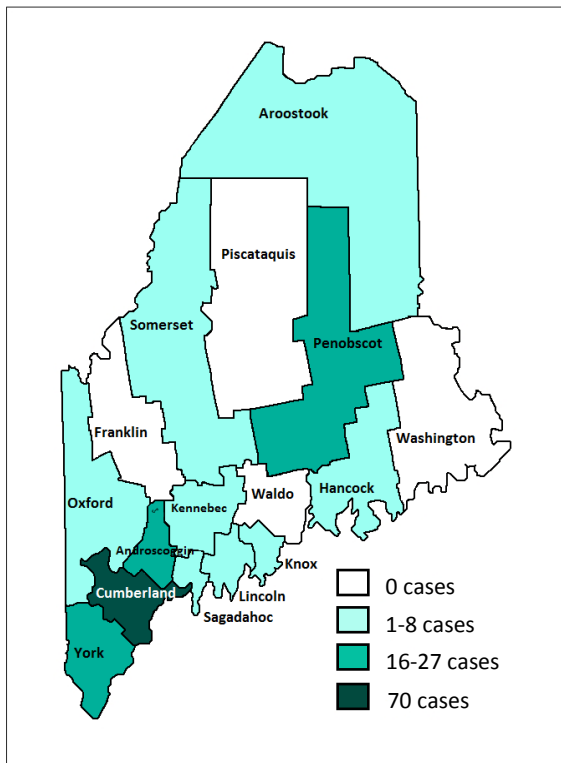 Aroostook
Piscataquis
Somerset
Penobscot
Franklin
Washington
Oxford
Kennebec
Waldo
Hancock
Androscoggin
Knox
Cumberland
Lincoln
Sagadahoc
York
0 cases
1-8 cases
16-27 cases
70 cases